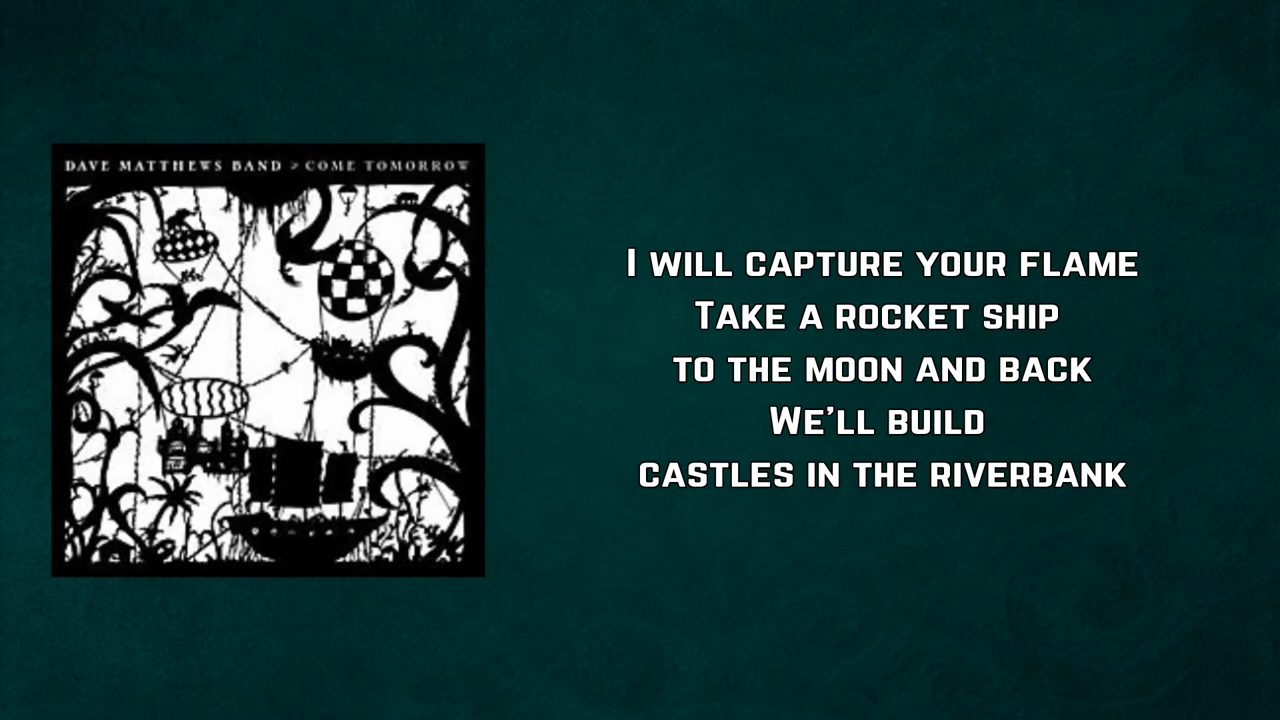 DAVE MATTHEWS BAND > COME TOMORROW
I WILL CAPTURE YOUR FLAME
TAKE A ROCKET SHIP
TO THE MOON AND BACK
WE'LL BUILD
CASTLES IN THE RIVERBANK